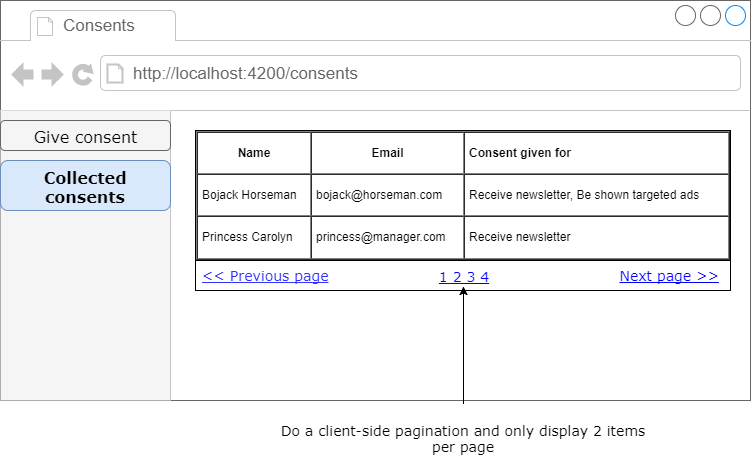 Consents
http://localhost:4200/consents
Give consent
Collected
consents
Name Email Consent given for
Bojack Horseman bojack@horseman.com Receive newsletter, Be shown targeted ads
Princess Carolyn princess@manager.com Receive newsletter
<< Previous page 1 2 3 4 Next page >>
Do a client-side pagination and only display 2 items
per page